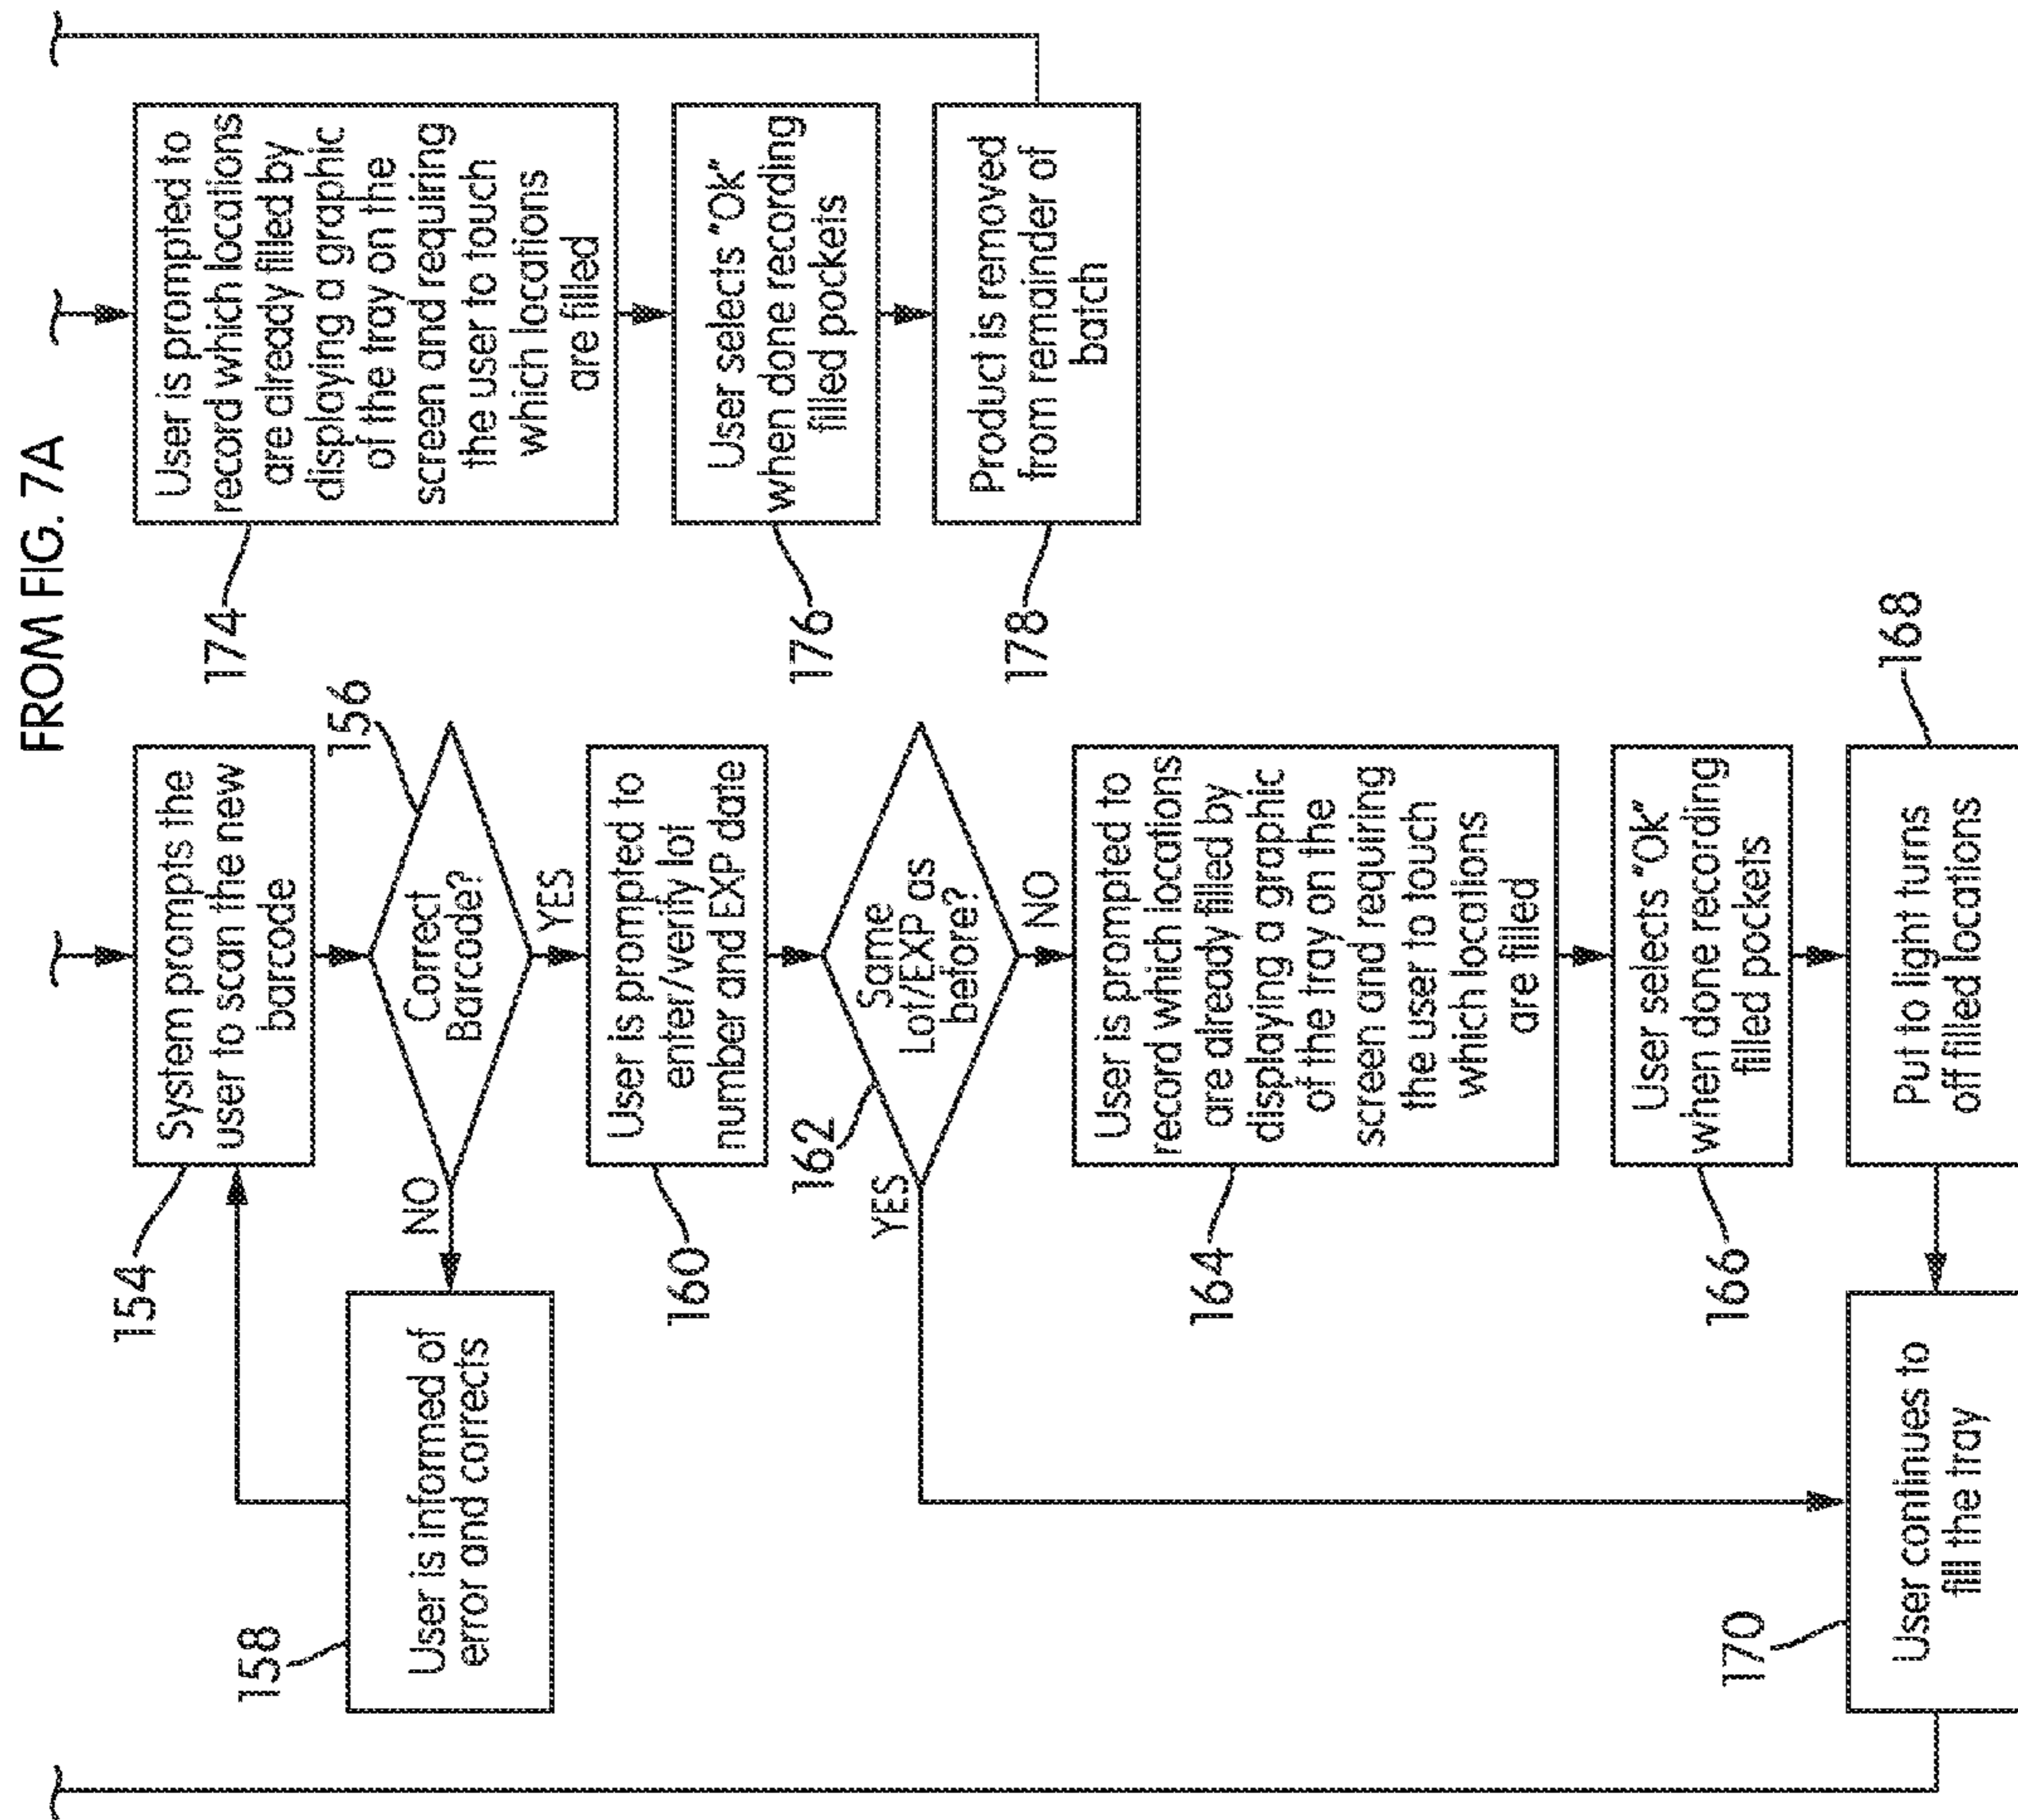 FROM FIG. 7A
154
System prompts the
user to scan the new
barcode
156
Correct
Barcode?
NO
YES
158
User is informed of
error and corrects
160
User is prompted to
enter/verify lot
number and EXP date
162
Same
Lot/EXP as
before?
YES
NO
164
User is prompted to
record which locations
are already filled by
displaying a graphic
of the tray on the
screen and requiring
the user to touch
which locations
are filled
166
User selects "Ok"
when done recording
filled pockets
168
Put to light turns
off filled locations
170
User continues to
fill the tray
174
User is prompted to
record which locations
are already filled by
displaying a graphic
of the tray on the
screen and requiring
the user to touch
which locations
are filled
176
User selects "Ok"
when done recording
filled pockets
178
Product is removed
from remainder of
batch